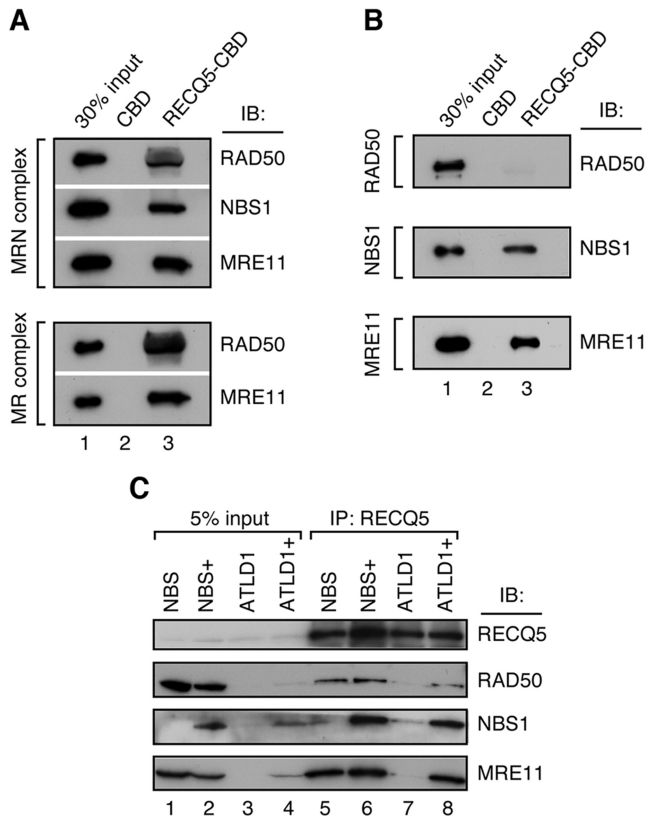 A
30% input
CBD
RECQ5-CBD
IB:
MRN complex
RAD50
NBS1
MRE11
MR complex
RAD50
MRE11
1 2 3
B
30% input
CBD
RECQ5-CBD
IB:
RAD50
RAD50
NBS1
NBS1
MRE11
MRE11
1 2 3
C
5% input IP: RECQ5
NBS NBS+ ATLD1 ATLD1+ NBS NBS+ ATLD1 ATLD1+
IB:
RECQ5
RAD50
NBS1
MRE11
1 2 3 4 5 6 7 8